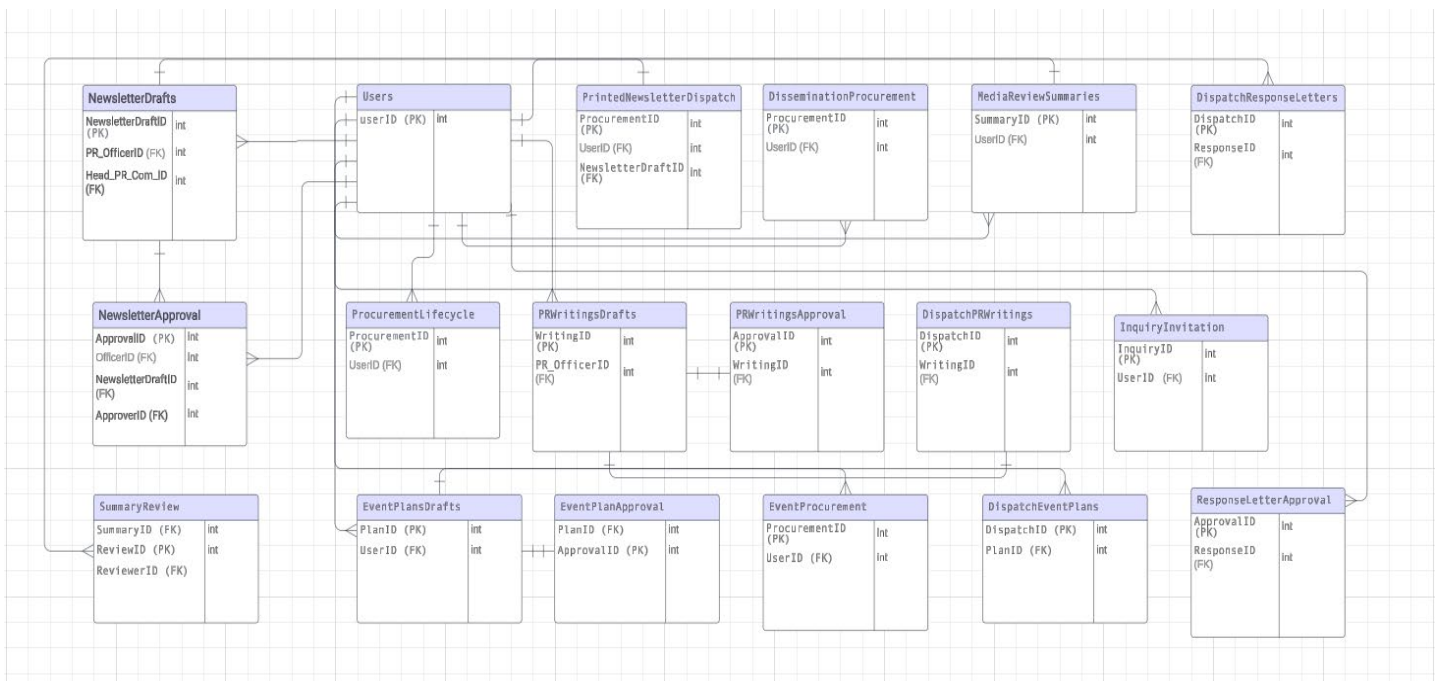 NewsletterDrafts
NewsletterDraftID
(PK)
int
PR_OfficerID (FK)
int
Head_PR_Com_ID
(FK)
int
Users
userID (PK)
int
PrintedNewsletterDispatch
ProcurementID
(PK)
int
UserID (FK)
int
NewsletterDraftID
(FK)
int
DisseminationProcurement
ProcurementID
(PK)
int
UserID (FK)
int
MediaReviewSummaries
SummaryID (PK)
int
UserID (FK)
int
DispatchResponseLetters
DispatchID
(PK)
int
ResponseID
(FK)
int
NewsletterApproval
ApprovalID (PK)
int
OfficerID (FK)
int
NewsletterDraftID
(FK)
int
ApproverID (FK)
int
ProcurementLifecycle
ProcurementID
(PK)
int
UserID (FK)
int
PRWritingsDrafts
WritingID
(PK)
int
PR_OfficerID
(FK)
int
PRWritingsApproval
ApprovalID
(PK)
int
WritingID
(FK)
int
DispatchPRWritings
DispatchID
(PK)
int
WritingID
(FK)
int
InquiryInvitation
InquiryID
(PK)
int
UserID (FK)
int
SummaryReview
SummaryID (FK)
int
ReviewID (PK)
int
ReviewerID (FK)
EventPlansDrafts
PlanID (PK)
int
UserID (FK)
int
EventPlanApproval
PlanID (FK)
int
ApprovalID (PK)
int
EventProcurement
ProcurementID
(PK)
int
UserID (FK)
int
DispatchEventPlans
DispatchID (PK)
int
PlanID (FK)
int
ResponseLetterApproval
ApprovalID
(PK)
int
ResponseID
(FK)
int